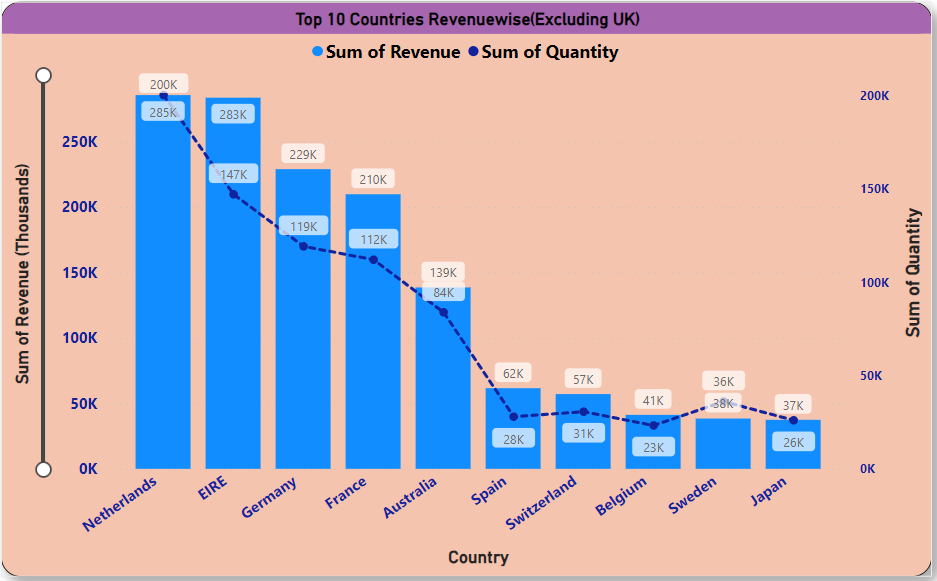 Top 10 Countries Revenuewise(Excluding UK)
Sum of Revenue Sum of Quantity
Sum of Revenue (Thousands)
250K
200K
150K
100K
50K
0K
200K
285K
283K
147K
229K
119K
210K
112K
139K
84K
62K
28K
57K
31K
41K
23K
36K
38K
37K
26K
200K
150K
100K
50K
0K
Sum of Quantity
Netherlands
EIRE
Germany
France
Australia
Spain
Switzerland
Belgium
Sweden
Japan
Country